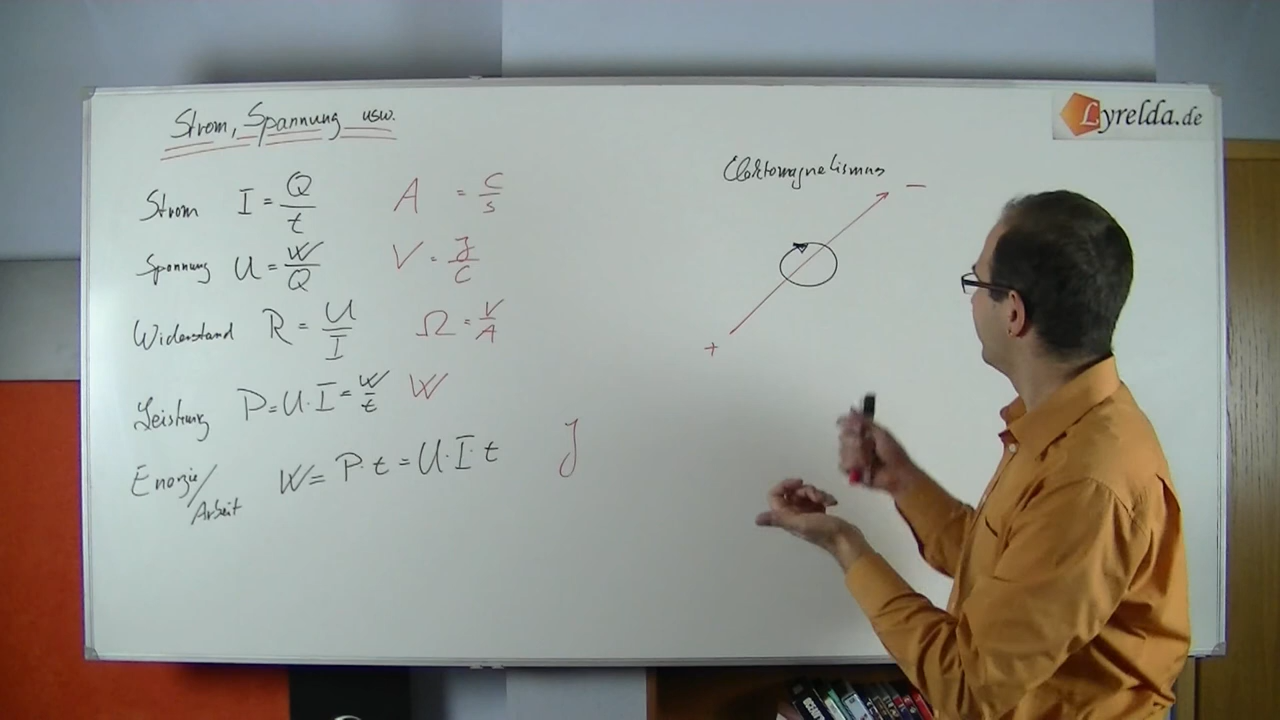 Strom, Spannung usw.
Strom I = Q/t A = C/s
Spannung U = W/Q V = J/C
Widerstand R = U/I Ω = V/A
Leistung P = U · I = W/t W
Energie/Arbeit W = P · t = U · I · t J
Elektromagnetismus
−
+
Lyrelda.de